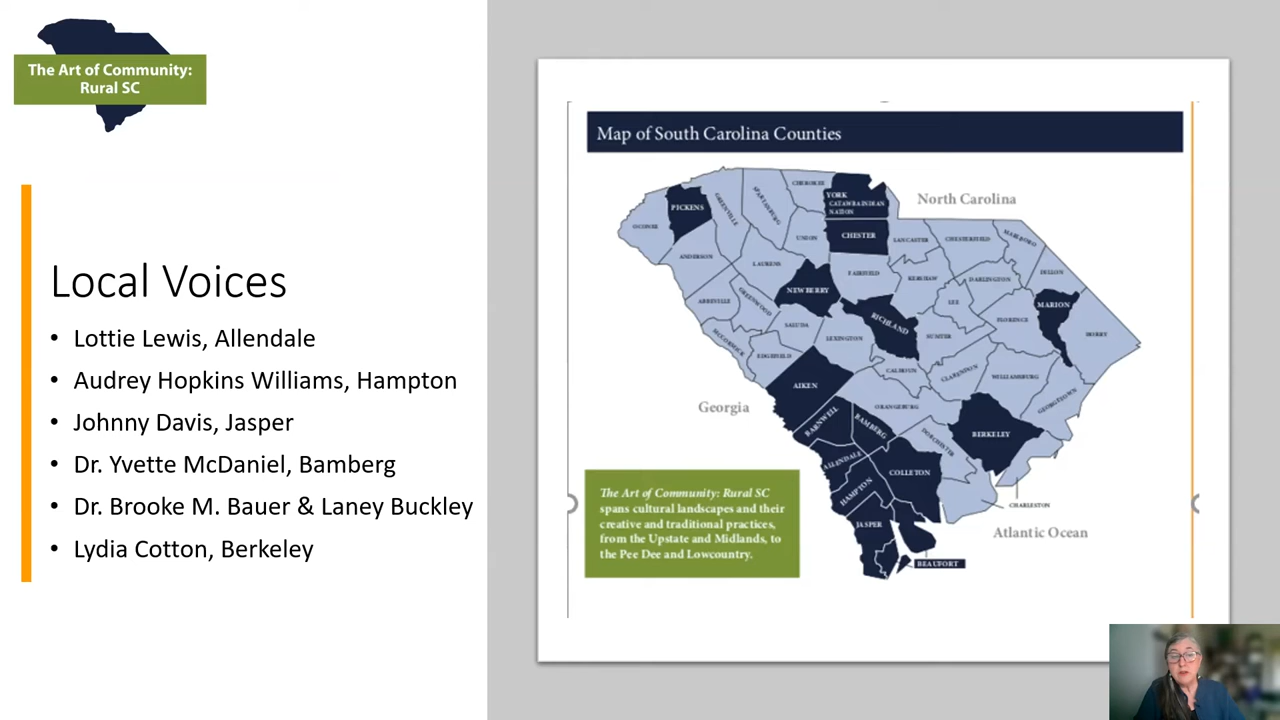 The Art of Community:
Rural SC
Local Voices
• Lottie Lewis, Allendale
• Audrey Hopkins Williams, Hampton
• Johnny Davis, Jasper
• Dr. Yvette McDaniel, Bamberg
• Dr. Brooke M. Bauer & Laney Buckley
• Lydia Cotton, Berkeley
Map of South Carolina Counties
North Carolina
CHEROKEE
YORK
CATAWBA INDIAN
NATION
PICKENS
GREENVILLE
SPARTANBURG
OCONEE
UNION
CHESTER
LANCASTER
CHESTERFIELD
MARLBORO
ANDERSON
LAURENS
FAIRFIELD
KERSHAW
DARLINGTON
DILLON
ABBEVILLE
GREENWOOD
NEWBERRY
LEE
MARION
MCCORMICK
SALUDA
RICHLAND
FLORENCE
HORRY
EDGEFIELD
LEXINGTON
SUMTER
AIKEN
CALHOUN
CLARENDON
WILLIAMSBURG
Georgia
ORANGEBURG
GEORGETOWN
BARNWELL
BAMBERG
DORCHESTER
BERKELEY
ALLENDALE
COLLETON
HAMPTON
CHARLESTON
JASPER
Atlantic Ocean
BEAUFORT
The Art of Community: Rural SC
spans cultural landscapes and their
creative and traditional practices,
from the Upstate and Midlands, to
the Pee Dee and Lowcountry.